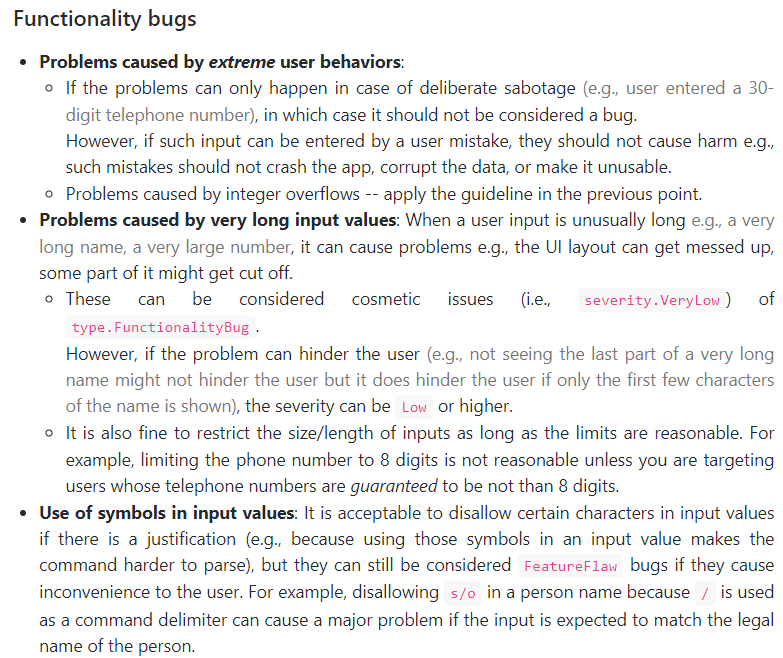 Functionality bugs
• Problems caused by extreme user behaviors:
◦ If the problems can only happen in case of deliberate sabotage (e.g., user entered a 30-
digit telephone number), in which case it should not be considered a bug.
However, if such input can be entered by a user mistake, they should not cause harm e.g.,
such mistakes should not crash the app, corrupt the data, or make it unusable.
◦ Problems caused by integer overflows -- apply the guideline in the previous point.
• Problems caused by very long input values: When a user input is unusually long e.g., a very
long name, a very large number, it can cause problems e.g., the UI layout can get messed up,
some part of it might get cut off.
◦ These can be considered cosmetic issues (i.e., severity.VeryLow ) of
type.FunctionalityBug .
However, if the problem can hinder the user (e.g., not seeing the last part of a very long
name might not hinder the user but it does hinder the user if only the first few characters
of the name is shown), the severity can be Low or higher.
◦ It is also fine to restrict the size/length of inputs as long as the limits are reasonable. For
example, limiting the phone number to 8 digits is not reasonable unless you are targeting
users whose telephone numbers are guaranteed to be not than 8 digits.
• Use of symbols in input values: It is acceptable to disallow certain characters in input values
if there is a justification (e.g., because using those symbols in an input value makes the
command harder to parse), but they can still be considered FeatureFlaw bugs if they cause
inconvenience to the user. For example, disallowing s/o in a person name because / is used
as a command delimiter can cause a major problem if the input is expected to match the legal
name of the person.